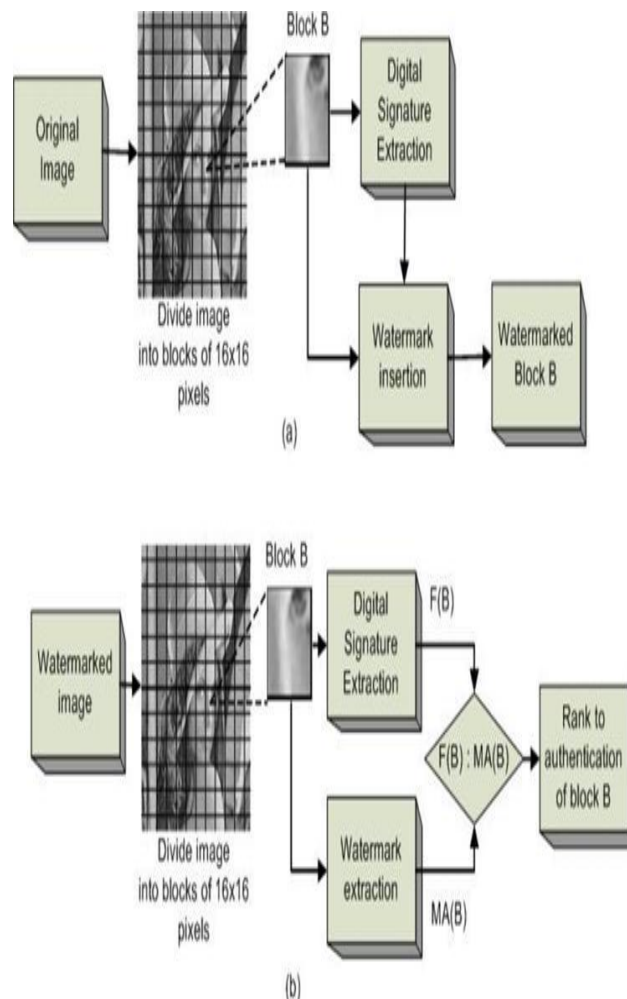 Block B
Original
Image
Digital
Signature
Extraction
Divide image
into blocks of 16x16
pixels
Watermark
insertion
Watermarked
Block B
(a)
Block B
Watermarked
image
Digital
Signature
Extraction
F(B)
F(B) : MA(B)
Rank to
authentication
of block B
Divide image
into blocks of 16x16
pixels
Watermark
extraction
MA(B)
(b)